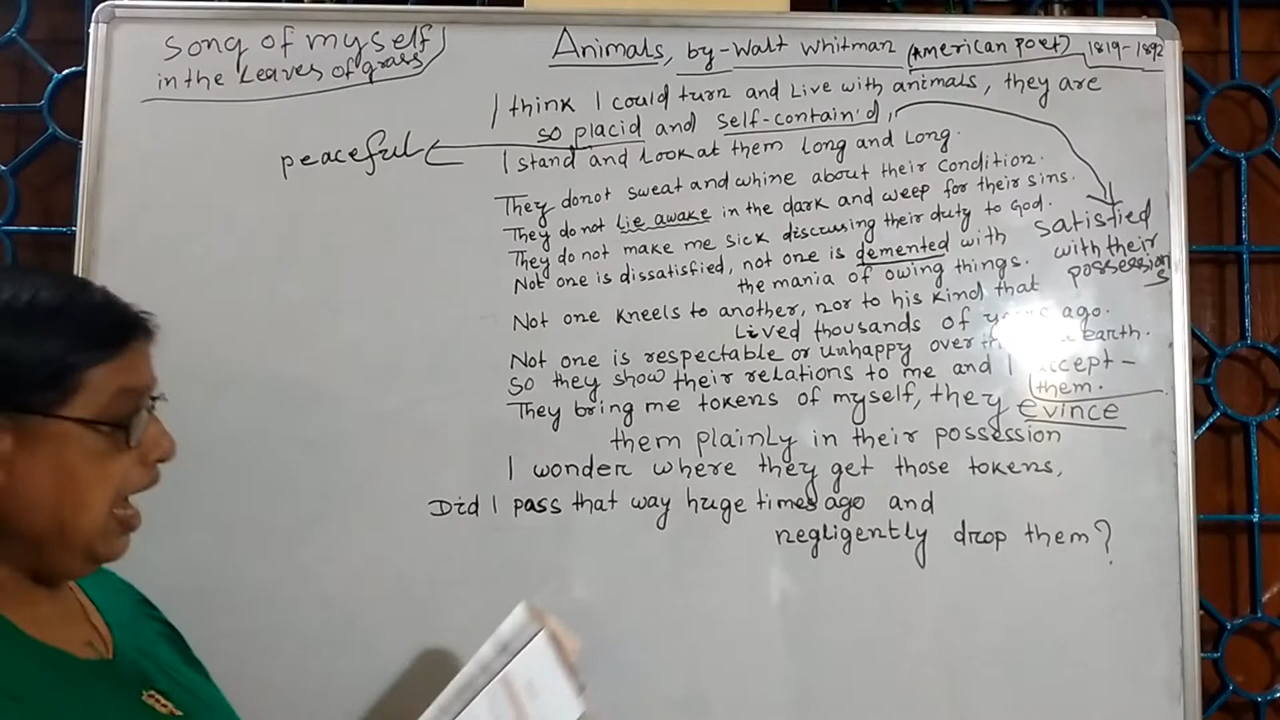 Song of myself
in the Leaves of grass
Animals, by-Walt Whitman (American Poet) 1819-1892
I think I could turn and Live with animals, they are
so placid and self-contain'd,
peaceful
I stand and Look at them Long and Long.
They donot sweat and whine about their condition.
They do not lie awake in the dark and weep for their sins.
They do not make me sick discussing their duty to God.
Not one is dissatisfied, not one is demented with
the mania of owing things.
satisfied
with their
possessions
Not one kneels to another, nor to his kind that
Lived thousands of ago.
Not one is respectable or unhappy over earth.
So they show their relations to me and I
them.
They bring me tokens of myself, they evince
them plainly in their possession
I wonder where they get those tokens,
Did I pass that way huge times ago and
negligently drop them?